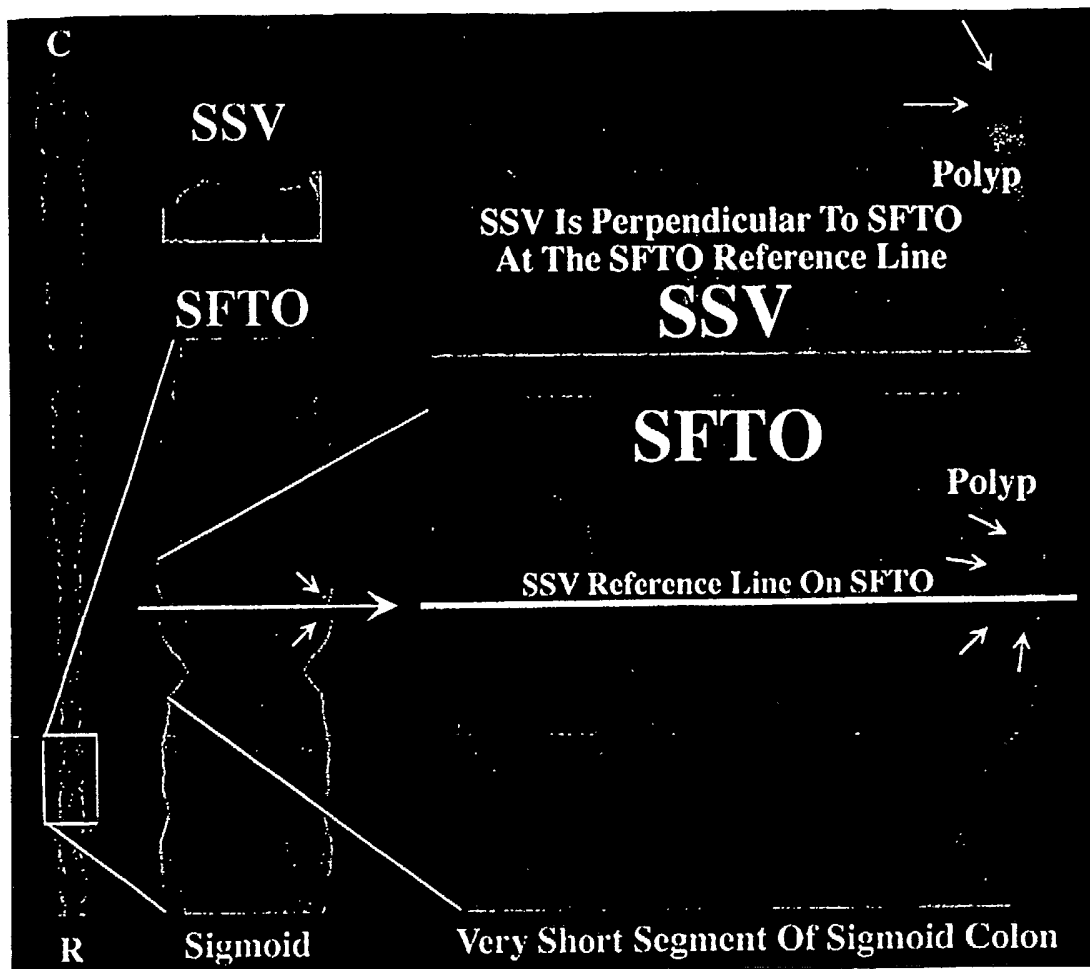 C
SSV
Polyp
SSV Is Perpendicular To SFTO
At The SFTO Reference Line
SFTO
SSV
SFTO
Polyp
SSV Reference Line On SFTO
R
Sigmoid
Very Short Segment Of Sigmoid Colon